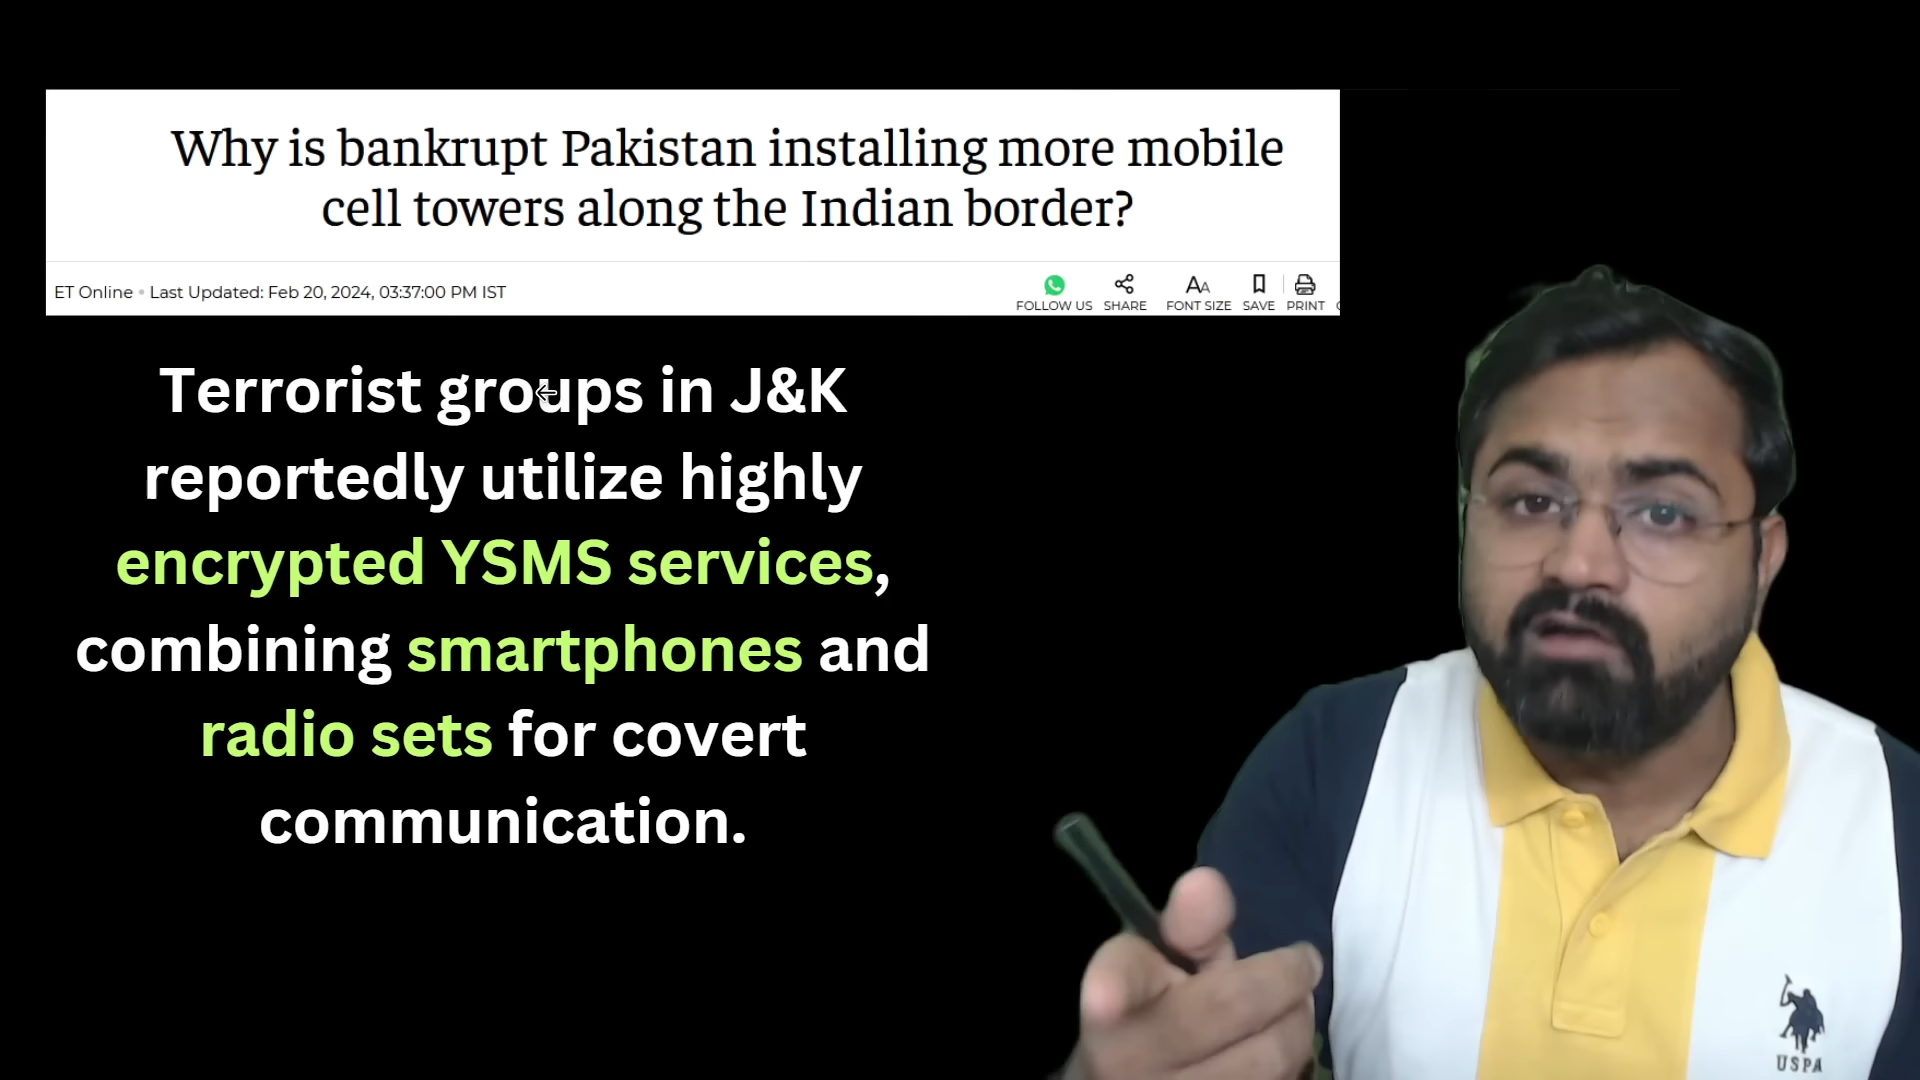 Why is bankrupt Pakistan installing more mobile
cell towers along the Indian border?
ET Online • Last Updated: Feb 20, 2024, 03:37:00 PM IST
FOLLOW US SHARE FONT SIZE SAVE PRINT
Terrorist groups in J&K
reportedly utilize highly
encrypted YSMS services,
combining smartphones and
radio sets for covert
communication.
USPA